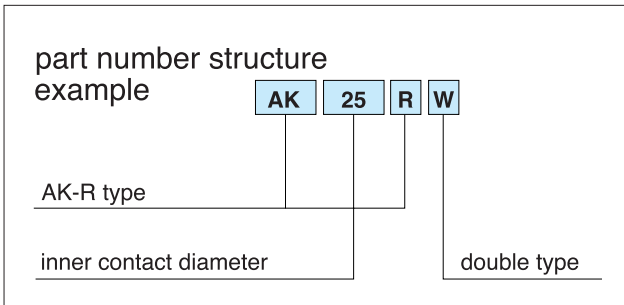 part number structure
example
AK 25 R W
AK-R type
inner contact diameter
double type